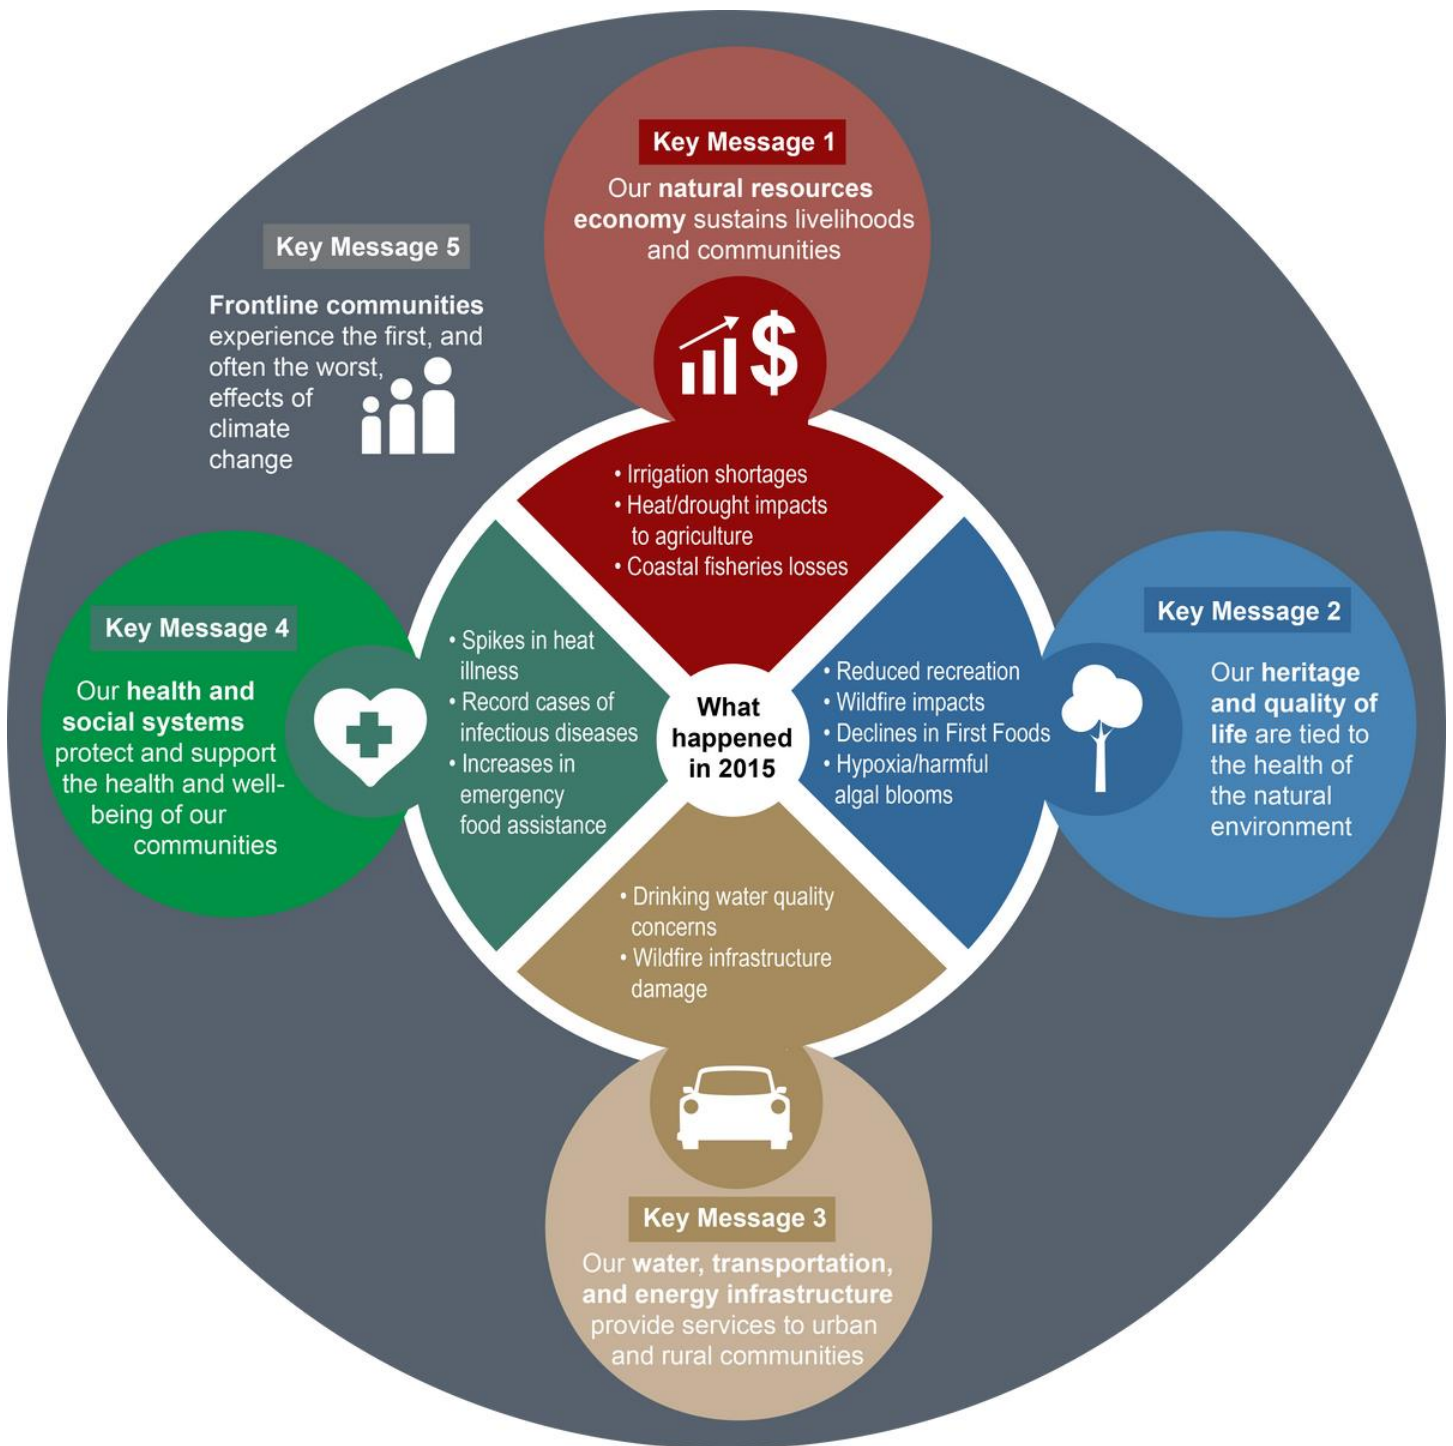 Key Message 1
Our natural resources
economy sustains livelihoods
and communities
$
• Irrigation shortages
• Heat/drought impacts
to agriculture
• Coastal fisheries losses
Key Message 5
Frontline communities
experience the first, and
often the worst,
effects of
climate
change
Key Message 4
Our health and
social systems
protect and support
the health and well-
being of our
communities
• Spikes in heat
illness
• Record cases of
infectious diseases
• Increases in
emergency
food assistance
What
happened
in 2015
• Reduced recreation
• Wildfire impacts
• Declines in First Foods
• Hypoxia/harmful
algal blooms
Key Message 2
Our heritage
and quality of
life are tied to
the health of
the natural
environment
• Drinking water quality
concerns
• Wildfire infrastructure
damage
Key Message 3
Our water, transportation,
and energy infrastructure
provide services to urban
and rural communities